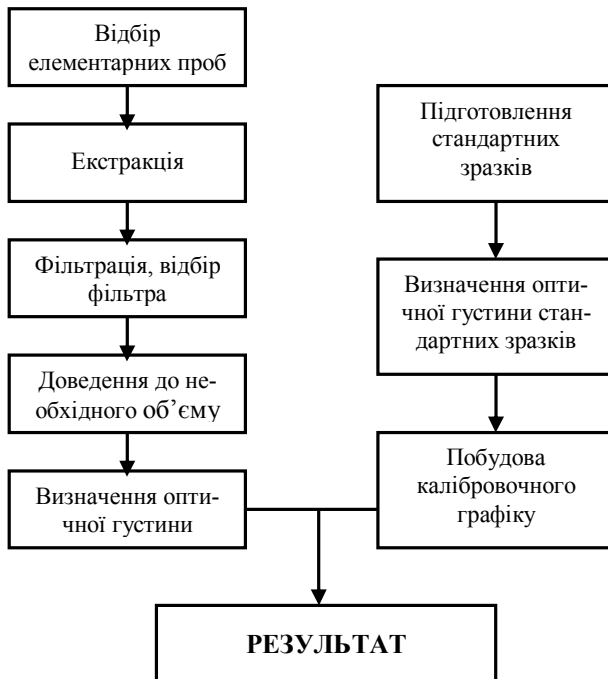 Відбір
елементарних проб
Екстракція
Фільтрація, відбір
фільтра
Доведення до не-
обхідного об’єму
Визначення опти-
чної густини
Підготовлення
стандартних
зразків
Визначення опти-
чної густини стан-
дартних зразків
Побудова
калібровочного
графіку
РЕЗУЛЬТАТ